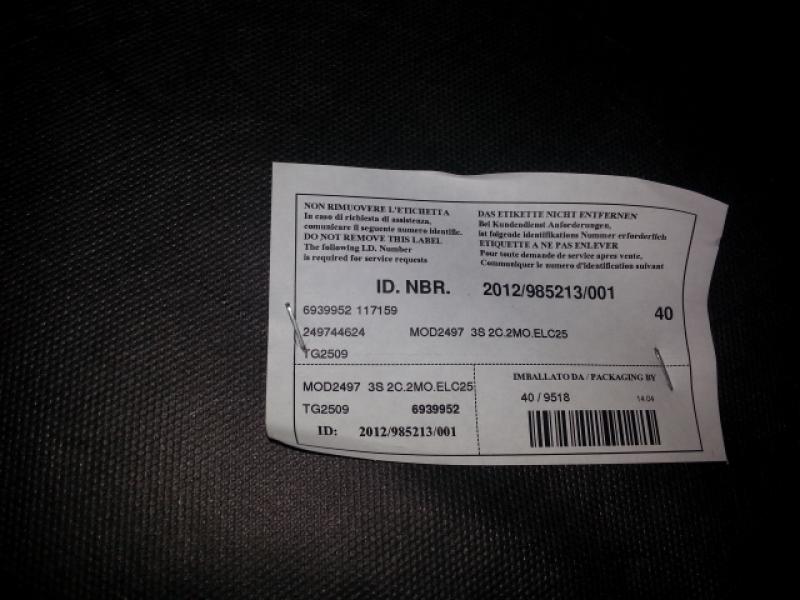 NON RIMUOVERE L'ETICHETTA
In caso di richiesta di assistenza,
comunicare il seguente numero identific.
DO NOT REMOVE THIS LABEL
The following I.D. Number
is required for service requests
DAS ETIKETTE NICHT ENTFERNEN
Bei Kundendienst Anforderungen,
ist folgende identifikations Nummer erforderlich
ETIQUETTE A NE PAS ENLEVER
Pour toute demande de service apres vente,
Communiquer le numero d'identification suivant
ID. NBR. 2012/985213/001
6939952 117159
40
249744624 MOD2497 3S 2C.2MO.ELC25
TG2509
MOD2497 3S 2C.2MO.ELC25
TG2509 6939952
ID: 2012/985213/001
IMBALLATO DA / PACKAGING BY
40 / 9518 14.04